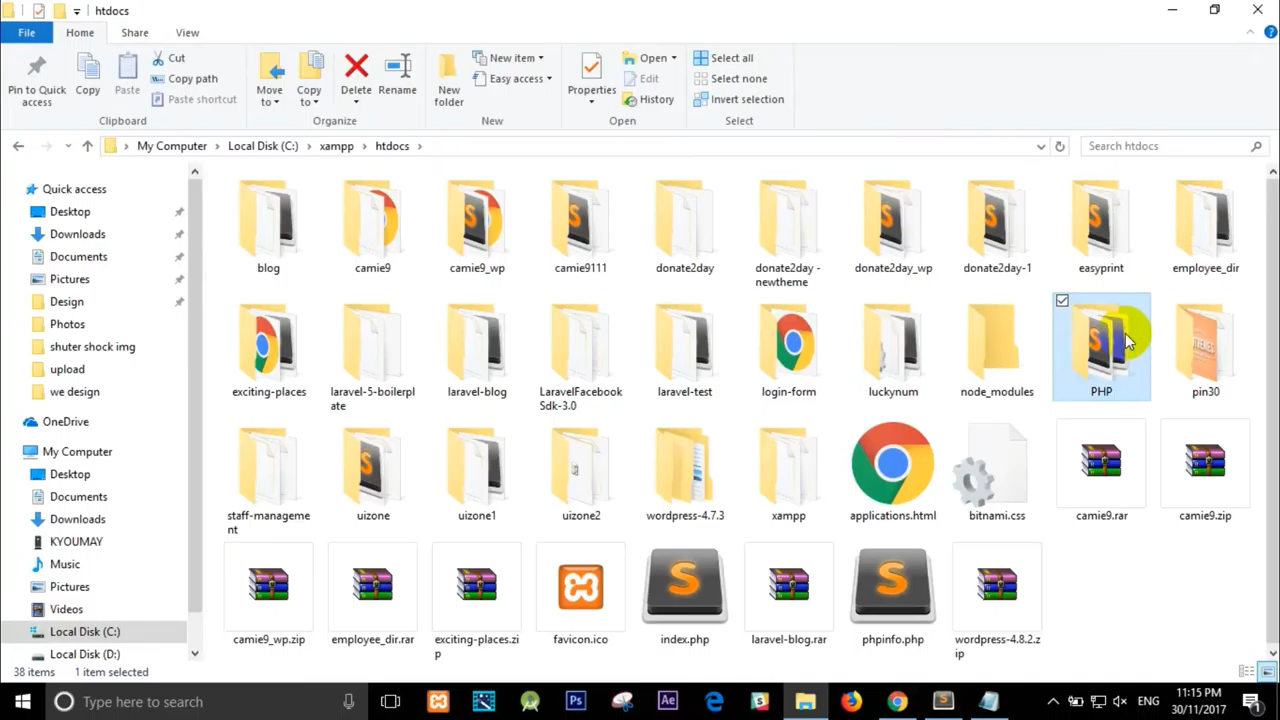 htdocs
File
Home
Share
View
Pin to Quick access
Copy
Paste
Cut
Copy path
Paste shortcut
Move to
Copy to
Delete
Rename
New folder
New item
Easy access
Properties
Open
Edit
History
Select all
Select none
Invert selection
Clipboard
Organize
New
Open
Select
My Computer
Local Disk (C:)
xampp
htdocs
Search htdocs
Quick access
Desktop
Downloads
Documents
Pictures
Design
Photos
shuter shock img
upload
we design
OneDrive
My Computer
Desktop
Documents
Downloads
KYOUMAY
Music
Pictures
Videos
Local Disk (C:)
Local Disk (D:)
blog
camie9
camie9_wp
camie9111
donate2day
donate2day -
newtheme
donate2day_wp
donate2day-1
easyprint
employee_dir
exciting-places
laravel-5-boilerpl
ate
laravel-blog
LaravelFacebook
Sdk-3.0
laravel-test
login-form
luckynum
node_modules
PHP
pin30
staff-manageme
nt
uizone
uizone1
uizone2
wordpress-4.7.3
xampp
applications.html
bitnami.css
camie9.rar
camie9.zip
camie9_wp.zip
employee_dir.rar
exciting-places.zi
p
favicon.ico
index.php
laravel-blog.rar
phpinfo.php
wordpress-4.8.2.z
ip
38 items
1 item selected
Type here to search
Ps
Ae
ENG
11:15 PM
30/11/2017